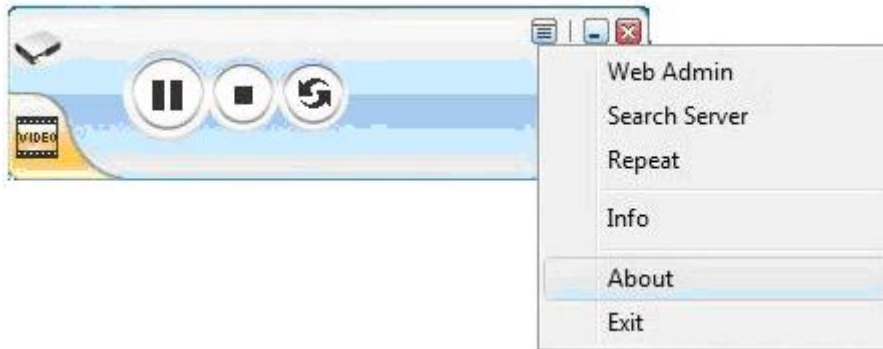 VIDEO
Web Admin
Search Server
Repeat
Info
About
Exit